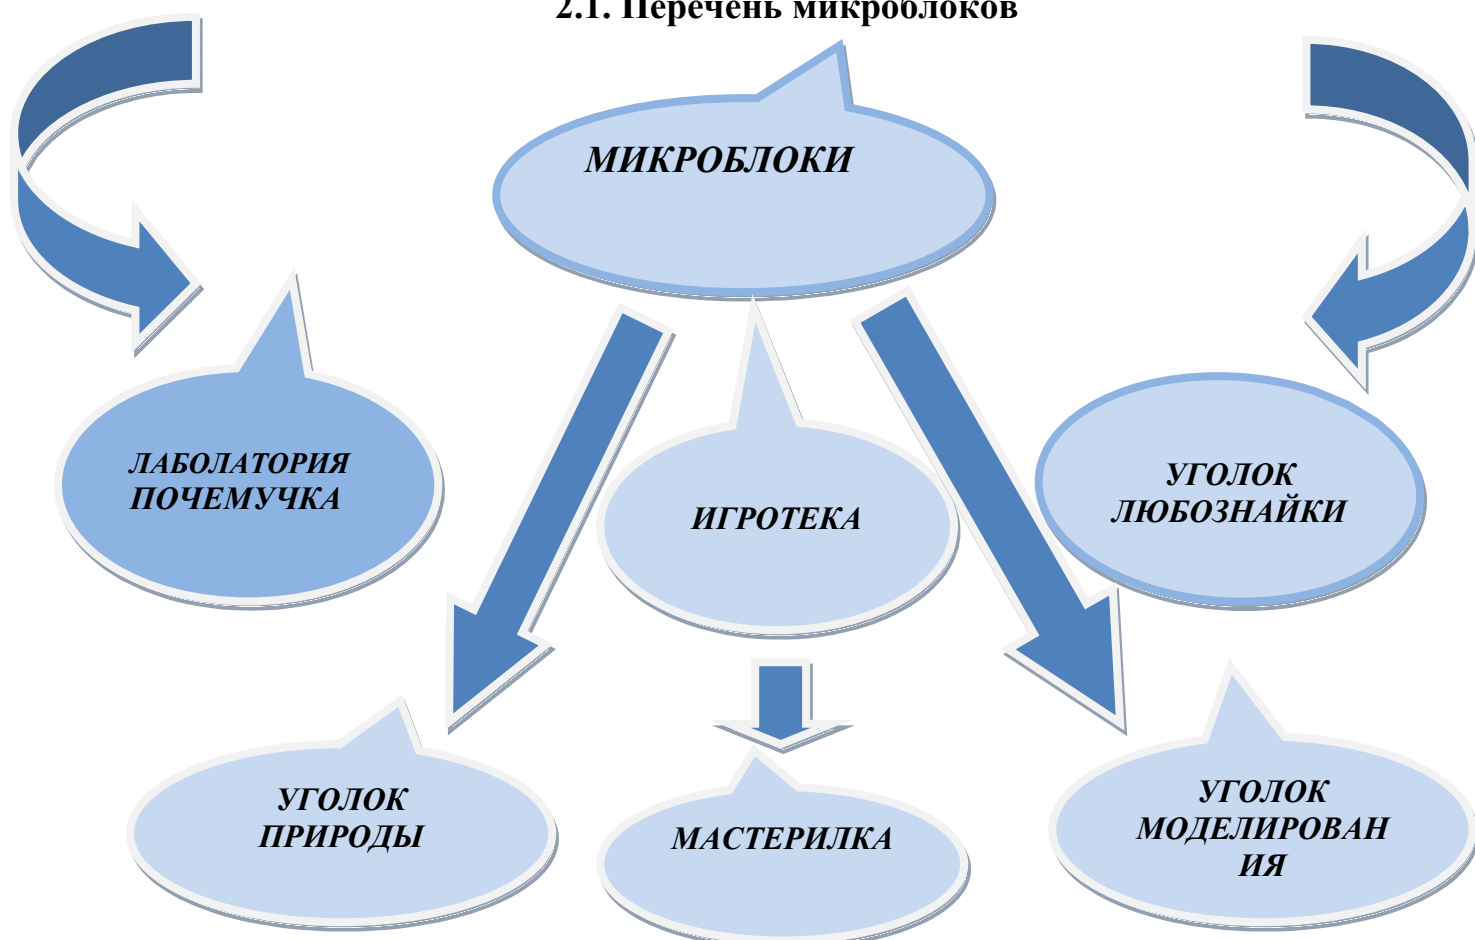 2.1. Перечень микроблоков
МИКРОБЛОКИ
ЛАБОЛАТОРИЯ
ПОЧЕМУЧКА
ИГРОТЕКА
УГОЛОК
ЛЮБОЗНАЙКИ
УГОЛОК
ПРИРОДЫ
МАСТЕРИЛКА
УГОЛОК
МОДЕЛИРОВАН
ИЯ